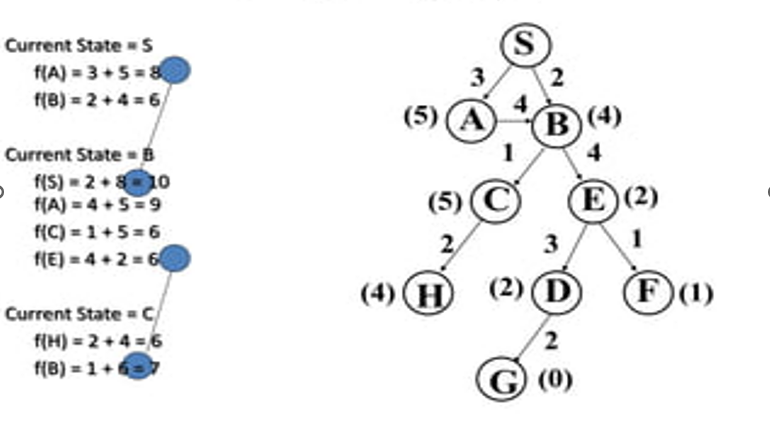 Current State = S
f(A) = 3 + 5 = 8
f(B) = 2 + 4 = 6
Current State = B
f(S) = 2 + 8 = 10
f(A) = 4 + 5 = 9
f(C) = 1 + 5 = 6
f(E) = 4 + 2 = 6
Current State = C
f(H) = 2 + 4 = 6
f(B) = 1 + 6 = 7
S
3 2
(5) A 4 B (4)
1 4
(5) C E (2)
2 3 1
(4) H (2) D F (1)
2
G (0)